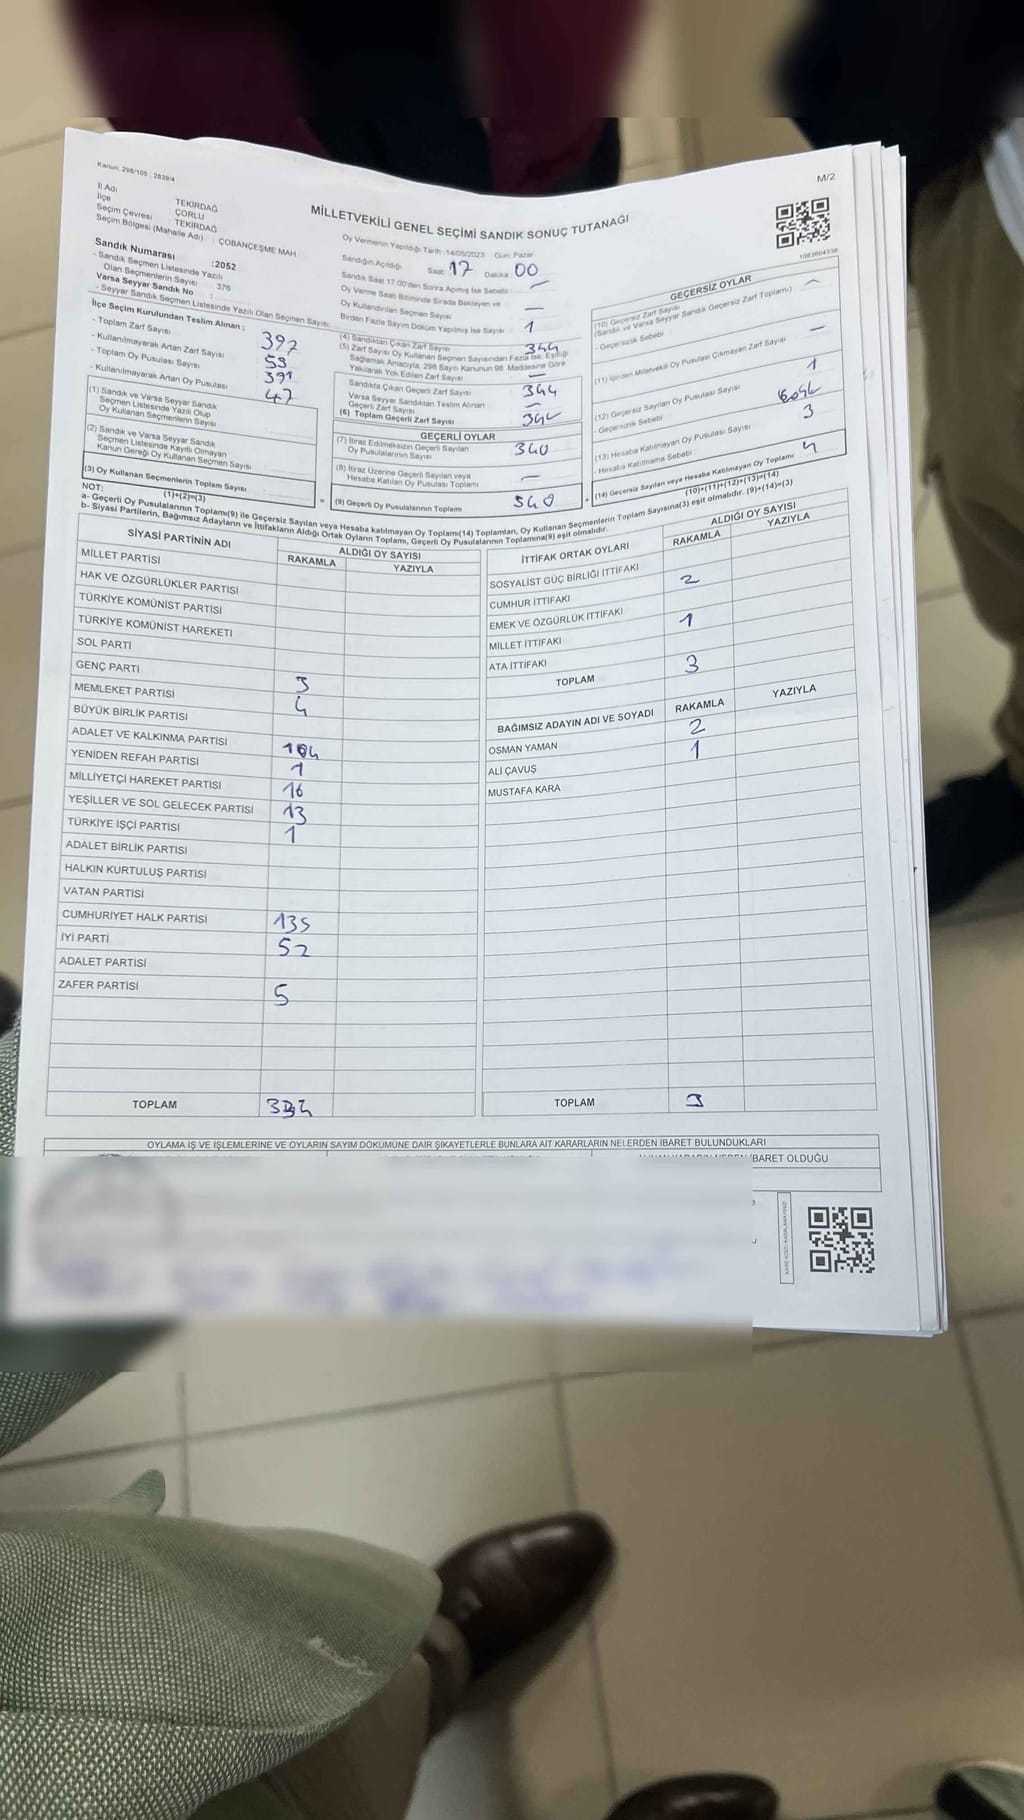 Kanun: 298/105 : 2839/4
M/2
İl Adı : TEKİRDAĞ
İlçe : ÇORLU
Seçim Çevresi : TEKİRDAĞ
Seçim Bölgesi (Mahalle Adı) : ÇOBANÇEŞME MAH.
MİLLETVEKİLİ GENEL SEÇİMİ SANDIK SONUÇ TUTANAĞI
1583604338
Sandık Numarası :2052
- Sandık Seçmen Listesinde Yazılı
Olan Seçmenlerin Sayısı : 376
Varsa Seyyar Sandık No :
- Seyyar Sandık Seçmen Listesinde Yazılı Olan Seçmen Sayısı:
İlçe Seçim Kurulundan Teslim Alınan ;
- Toplam Zarf Sayısı 397
- Kullanılmayarak Artan Zarf Sayısı 53
- Toplam Oy Pusulası Sayısı 391
- Kullanılmayarak Artan Oy Pusulası 47
(1) Sandık ve Varsa Seyyar Sandık
Seçmen Listesinde Yazılı Olup
Oy Kullanan Seçmenlerin Sayısı
(2) Sandık ve Varsa Seyyar Sandık
Seçmen Listesinde Kayıtlı Olmayan
Kanun Gereği Oy Kullanan Seçmen Sayısı
(3) Oy Kullanan Seçmenlerin Toplam Sayısı
(1)+(2)=(3)
Oy Vermenin Yapıldığı Tarih :14/05/2023 Gün: Pazar
Sandığın Açıldığı Saat: 17 Dakika 00
Sandık Saat 17.00'den Sonra Açılmış İse Sebebi : —
Oy Verme Saati Bitiminde Sırada Bekleyen ve
Oy Kullandırılan Seçmen Sayısı —
Birden Fazla Sayım Döküm Yapılmış İse Sayısı 1
(4) Sandıktan Çıkan Zarf Sayısı 344
(5) Zarf Sayısı Oy Kullanan Seçmen Sayısından Fazla İse, Eşitliği
Sağlamak Amacıyla, 298 Sayılı Kanunun 98. Maddesine Göre
Yakılarak Yok Edilen Zarf Sayısı —
Sandıkta Çıkan Geçerli Zarf Sayısı 344
Varsa Seyyar Sandıktan Teslim Alınan
Geçerli Zarf Sayısı —
(6) Toplam Geçerli Zarf Sayısı 344
GEÇERLİ OYLAR
(7) İtiraz Edilmeksizin Geçerli Sayılan
Oy Pusulalarının Sayısı 340
(8) İtiraz Üzerine Geçerli Sayılan veya
Hesaba Katılan Oy Pusulası Toplamı —
(9) Geçerli Oy Pusulalarının Toplamı 340
GEÇERSİZ OYLAR
(10) Geçersiz Zarf Sayısı
(Sandık ve Varsa Seyyar Sandık Geçersiz Zarf Toplamı) —
- Geçersizlik Sebebi :
(11) İçinden Milletvekili Oy Pusulası Çıkmayan Zarf Sayısı —
(12) Geçersiz Sayılan Oy Pusulası Sayısı 1
- Geçersizlik Sebebi :
(13) Hesaba Katılmayan Oy Pusulası Sayısı 3
- Hesaba Katılmama Sebebi :
(14) Geçersiz Sayılan veya Hesaba Katılmayan Oy Toplamı 4
(10)+(11)+(12)+(13)=(14)
NOT:
a- Geçerli Oy Pusulalarının Toplamı(9) ile Geçersiz Sayılan veya Hesaba katılmayan Oy Toplamı(14) Toplamları, Oy Kullanan Seçmenlerin Toplam Sayısına(3) eşit olmalıdır. (9)+(14)=(3)
b- Siyasi Partilerin, Bağımsız Adayların ve İttifakların Aldığı Ortak Oyların Toplamı, Geçerli Oy Pusulalarının Toplamına(9) eşit olmalıdır.
SİYASİ PARTİNİN ADI ALDIĞI OY SAYISI
RAKAMLA YAZIYLA
MİLLET PARTİSİ
HAK VE ÖZGÜRLÜKLER PARTİSİ
TÜRKİYE KOMÜNİST PARTİSİ
TÜRKİYE KOMÜNİST HAREKETİ
SOL PARTİ
GENÇ PARTİ
MEMLEKET PARTİSİ 3
BÜYÜK BİRLİK PARTİSİ 4
ADALET VE KALKINMA PARTİSİ 104
YENİDEN REFAH PARTİSİ 1
MİLLİYETÇİ HAREKET PARTİSİ 16
YEŞİLLER VE SOL GELECEK PARTİSİ 13
TÜRKİYE İŞÇİ PARTİSİ 1
ADALET BİRLİK PARTİSİ
HALKIN KURTULUŞ PARTİSİ
VATAN PARTİSİ
CUMHURİYET HALK PARTİSİ 135
İYİ PARTİ 52
ADALET PARTİSİ
ZAFER PARTİSİ 5
TOPLAM 334
İTTİFAK ORTAK OYLARI ALDIĞI OY SAYISI
RAKAMLA YAZIYLA
SOSYALİST GÜÇ BİRLİĞİ İTTİFAKI
CUMHUR İTTİFAKI 2
EMEK VE ÖZGÜRLÜK İTTİFAKI
MİLLET İTTİFAKI 1
ATA İTTİFAKI
TOPLAM 3
BAĞIMSIZ ADAYIN ADI VE SOYADI RAKAMLA YAZIYLA
OSMAN YAMAN 2
ALİ ÇAVUŞ 1
MUSTAFA KARA
TOPLAM 3
OYLAMA İŞ VE İŞLEMLERİNE VE OYLARIN SAYIM DÖKÜMÜNE DAİR ŞİKAYETLERLE BUNLARA AİT KARARLARIN NELERDEN İBARET BULUNDUKLARI
İBARET OLDUĞU